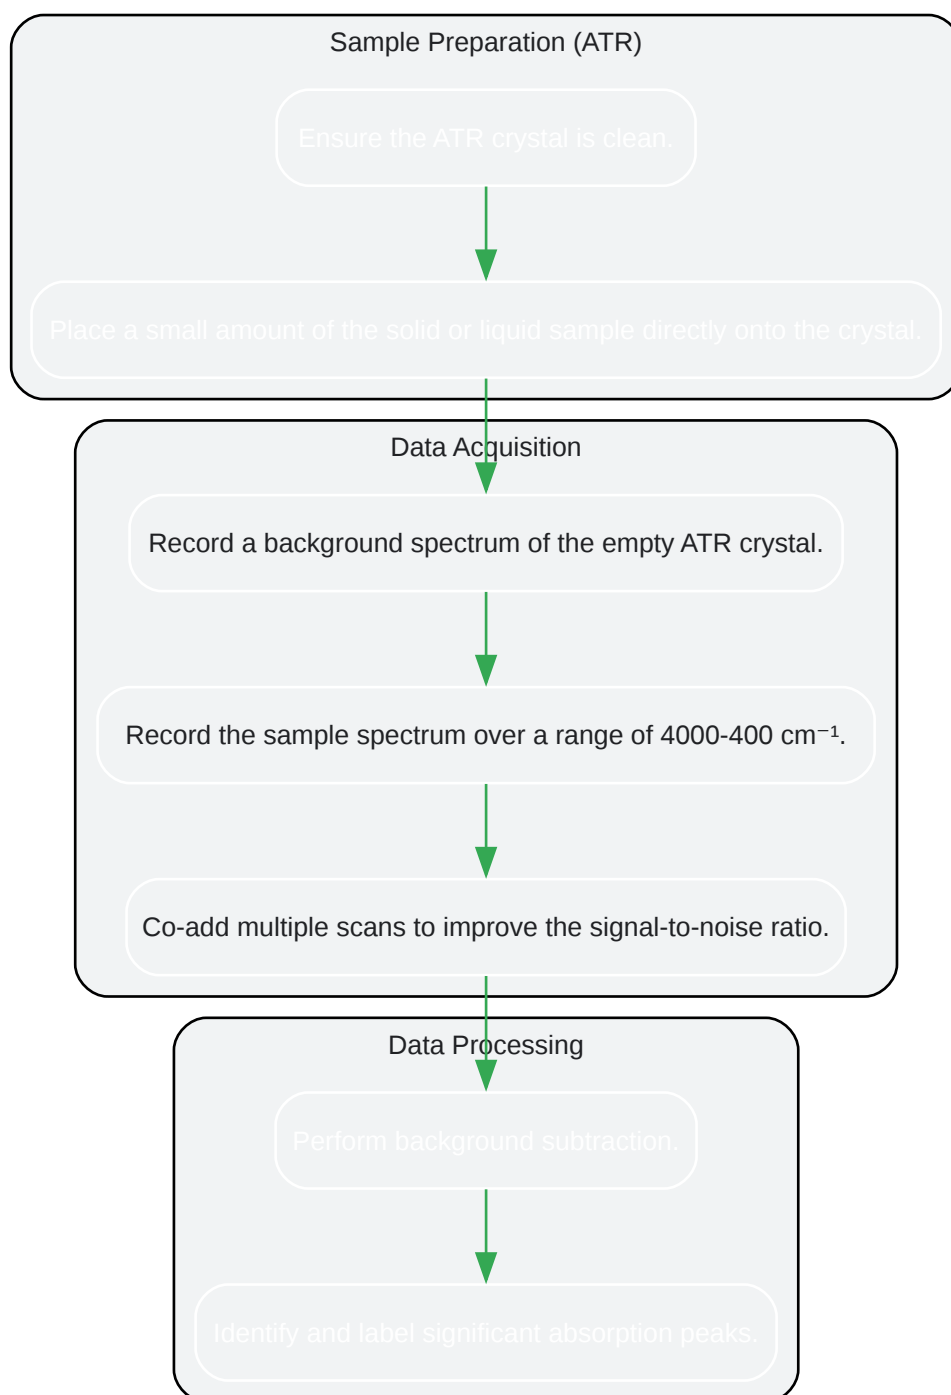 Sample Preparation (ATR)
Ensure the ATR crystal is clean.
Place a small amount of the solid or liquid sample directly onto the crystal.
Data Acquisition
Record a background spectrum of the empty ATR crystal.
Record the sample spectrum over a range of 4000-400 cm⁻¹.
Co-add multiple scans to improve the signal-to-noise ratio.
Data Processing
Perform background subtraction.
Identify and label significant absorption peaks.